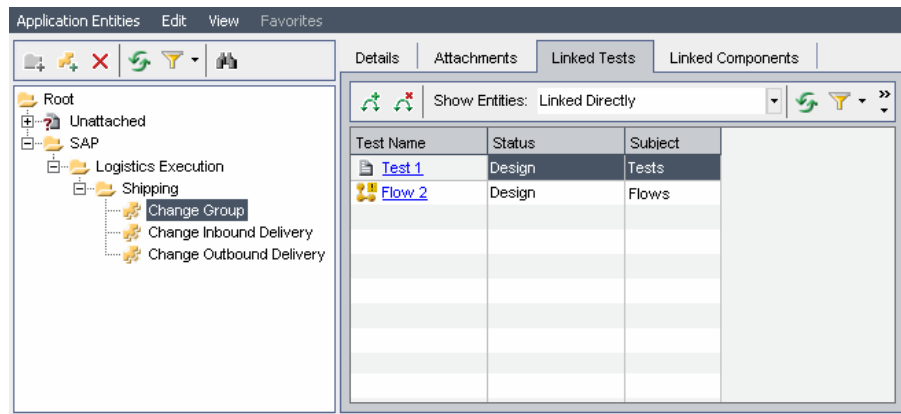 Application Entities Edit View Favorites
Details Attachments Linked Tests Linked Components
Show Entities: Linked Directly
Root
Unattached
SAP
Logistics Execution
Shipping
Change Group
Change Inbound Delivery
Change Outbound Delivery
Test Name Status Subject
Test 1 Design Tests
Flow 2 Design Flows